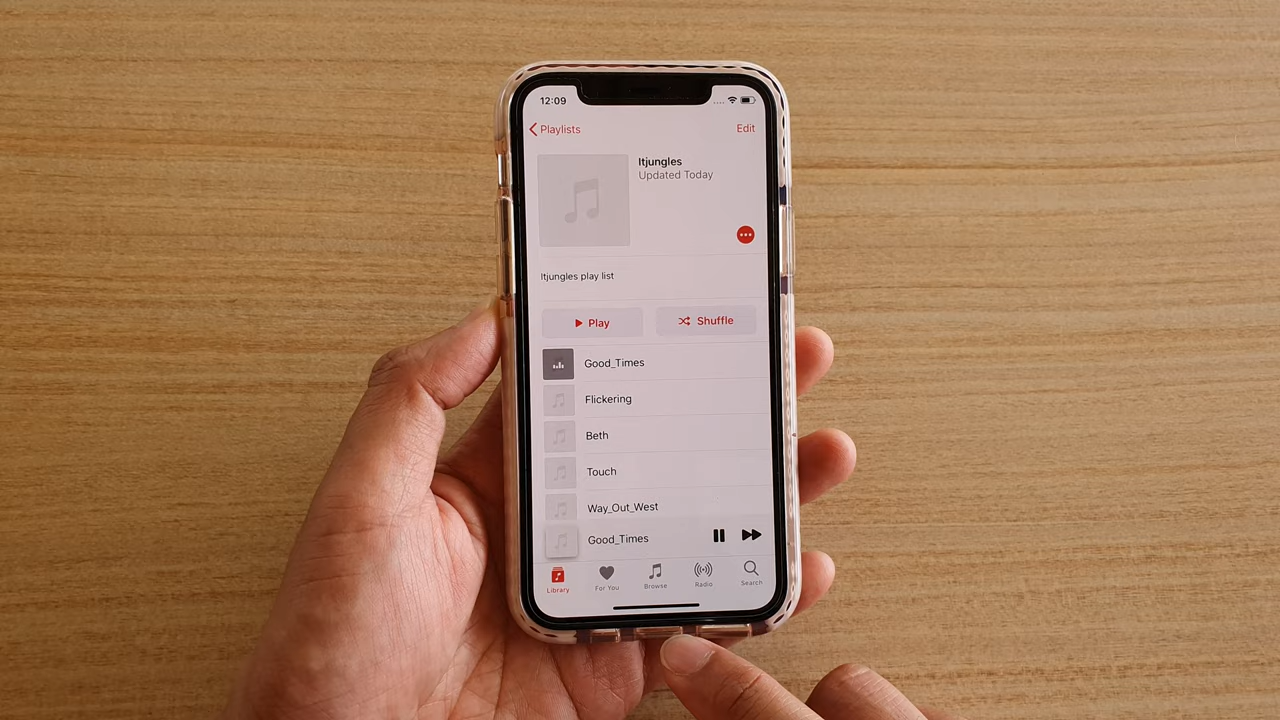 12:09
Playlists
Edit
Itjungles
Updated Today
Itjungles play list
Play
Shuffle
Good_Times
Flickering
Beth
Touch
Way_Out_West
Good_Times
Library
For You
Browse
Radio
Search